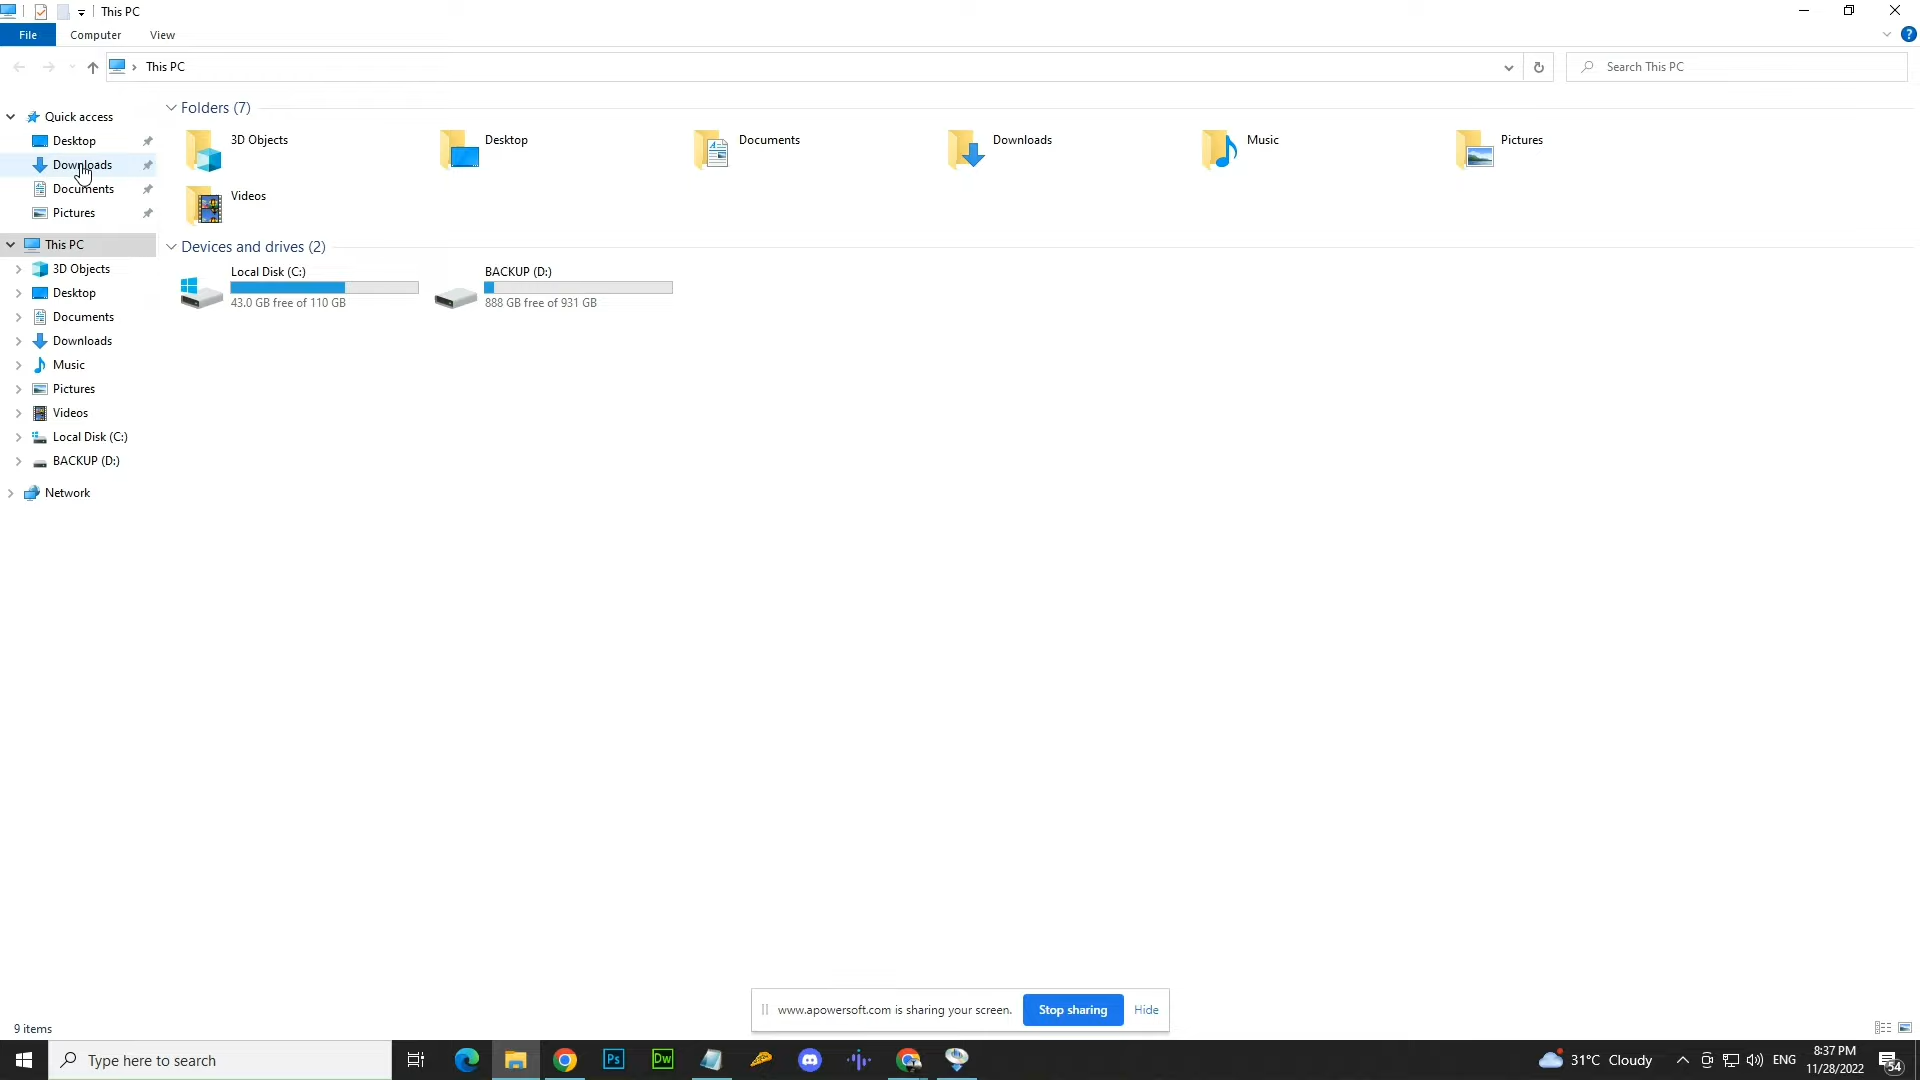 This PC
File Computer View
This PC
Search This PC
Quick access
Desktop
Downloads
Documents
Pictures
This PC
3D Objects
Desktop
Documents
Downloads
Music
Pictures
Videos
Local Disk (C:)
BACKUP (D:)
Network
Folders (7)
3D Objects
Desktop
Documents
Downloads
Music
Pictures
Videos
Devices and drives (2)
Local Disk (C:)
43.0 GB free of 110 GB
BACKUP (D:)
888 GB free of 931 GB
www.apowersoft.com is sharing your screen. Stop sharing Hide
9 items
Type here to search
Ps
Dw
31°C Cloudy
ENG
8:37 PM
11/28/2022
54